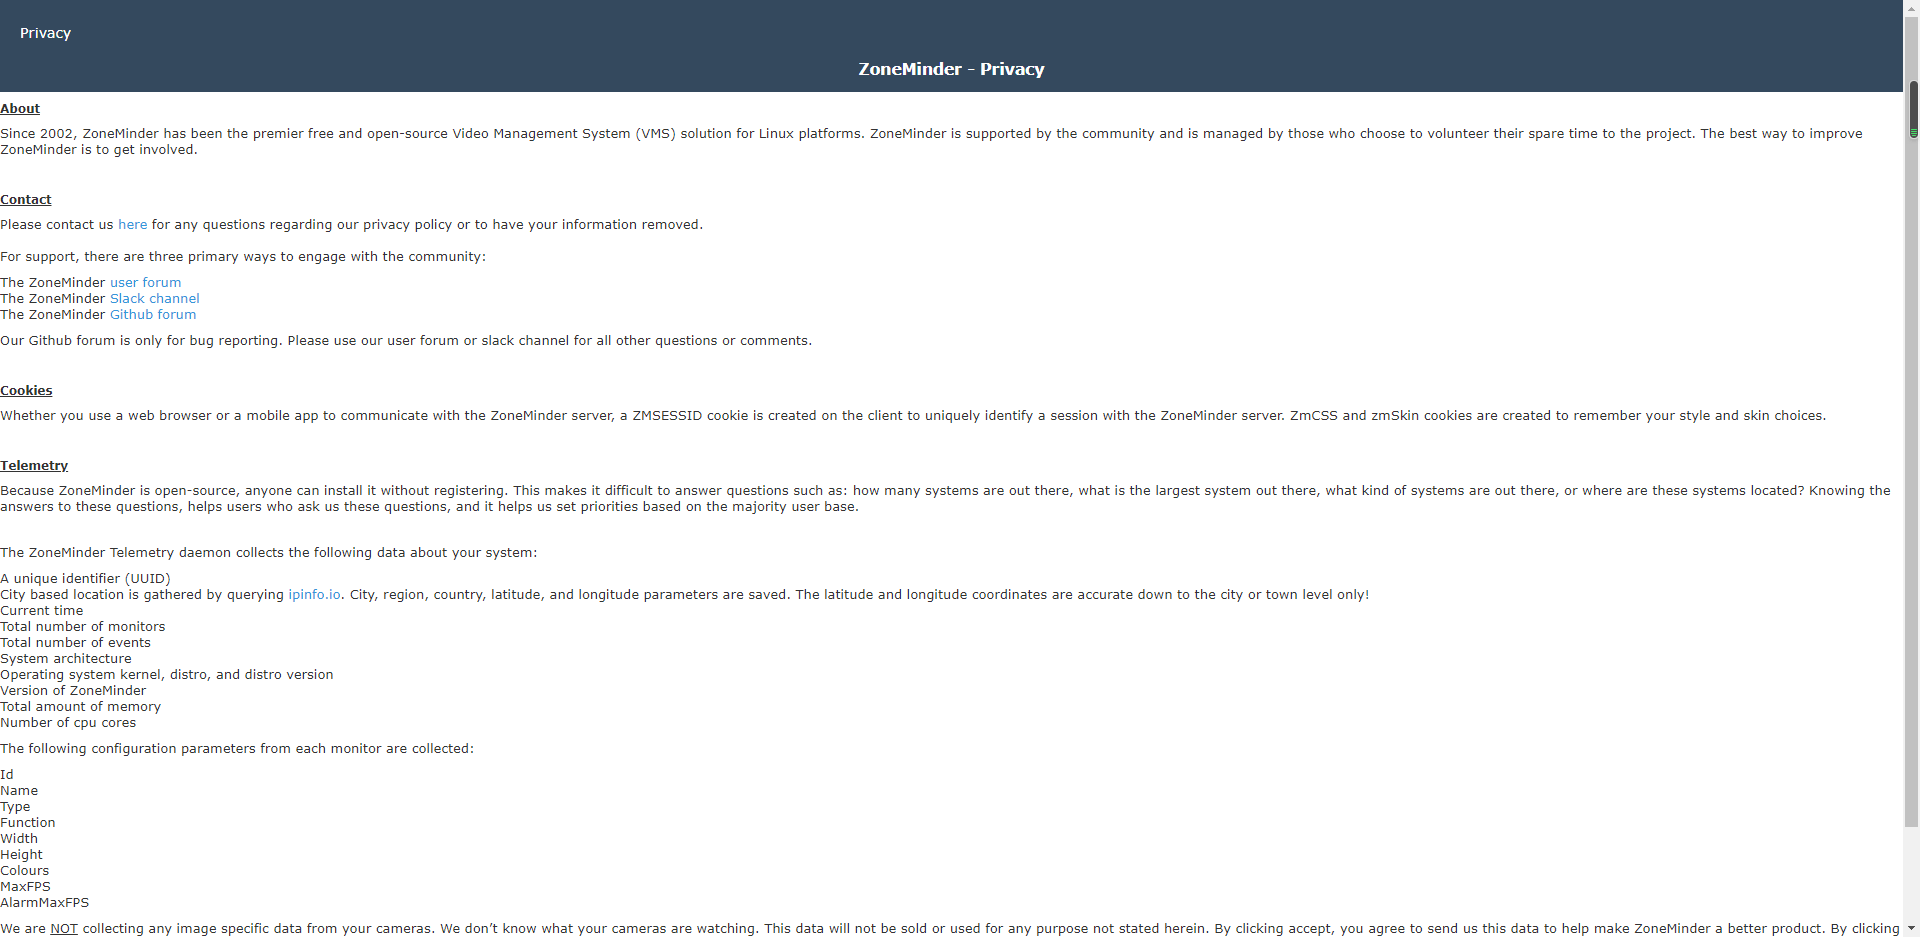 Privacy
ZoneMinder - Privacy
About
Since 2002, ZoneMinder has been the premier free and open-source Video Management System (VMS) solution for Linux platforms. ZoneMinder is supported by the community and is managed by those who choose to volunteer their spare time to the project. The best way to improve
ZoneMinder is to get involved.
Contact
Please contact us here for any questions regarding our privacy policy or to have your information removed.
For support, there are three primary ways to engage with the community:
The ZoneMinder user forum
The ZoneMinder Slack channel
The ZoneMinder Github forum
Our Github forum is only for bug reporting. Please use our user forum or slack channel for all other questions or comments.
Cookies
Whether you use a web browser or a mobile app to communicate with the ZoneMinder server, a ZMSESSID cookie is created on the client to uniquely identify a session with the ZoneMinder server. ZmCSS and zmSkin cookies are created to remember your style and skin choices.
Telemetry
Because ZoneMinder is open-source, anyone can install it without registering. This makes it difficult to answer questions such as: how many systems are out there, what is the largest system out there, what kind of systems are out there, or where are these systems located? Knowing the
answers to these questions, helps users who ask us these questions, and it helps us set priorities based on the majority user base.
The ZoneMinder Telemetry daemon collects the following data about your system:
A unique identifier (UUID)
City based location is gathered by querying ipinfo.io. City, region, country, latitude, and longitude parameters are saved. The latitude and longitude coordinates are accurate down to the city or town level only!
Current time
Total number of monitors
Total number of events
System architecture
Operating system kernel, distro, and distro version
Version of ZoneMinder
Total amount of memory
Number of cpu cores
The following configuration parameters from each monitor are collected:
Id
Name
Type
Function
Width
Height
Colours
MaxFPS
AlarmMaxFPS
We are NOT collecting any image specific data from your cameras. We don’t know what your cameras are watching. This data will not be sold or used for any purpose not stated herein. By clicking accept, you agree to send us this data to help make ZoneMinder a better product. By clicking